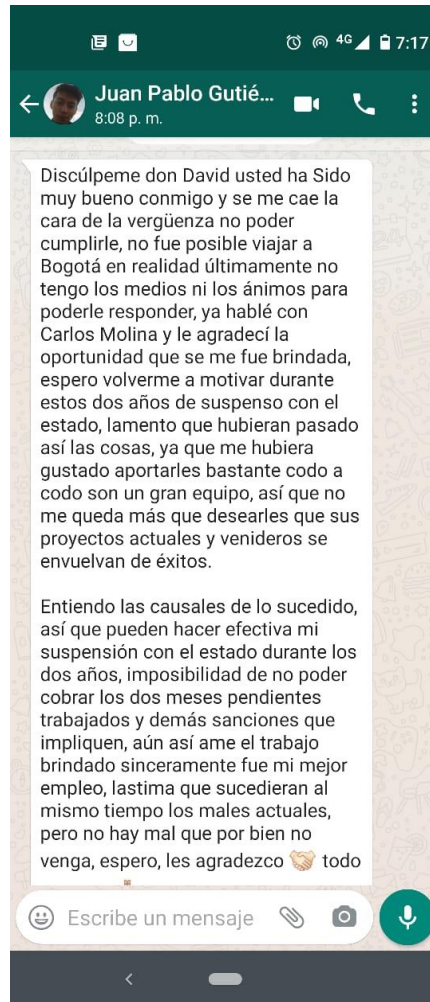 4G 7:17
Juan Pablo Gutié...
8:08 p. m.
Discúlpeme don David usted ha Sido
muy bueno conmigo y se me cae la
cara de la vergüenza no poder
cumplirle, no fue posible viajar a
Bogotá en realidad últimamente no
tengo los medios ni los ánimos para
poderle responder, ya hablé con
Carlos Molina y le agradecí la
oportunidad que se me fue brindada,
espero volverme a motivar durante
estos dos años de suspenso con el
estado, lamento que hubieran pasado
así las cosas, ya que me hubiera
gustado aportarles bastante codo a
codo son un gran equipo, así que no
me queda más que desearles que sus
proyectos actuales y venideros se
envuelvan de éxitos.
Entiendo las causales de lo sucedido,
así que pueden hacer efectiva mi
suspensión con el estado durante los
dos años, imposibilidad de no poder
cobrar los dos meses pendientes
trabajados y demás sanciones que
impliquen, aún así ame el trabajo
brindado sinceramente fue mi mejor
empleo, lastima que sucedieran al
mismo tiempo los males actuales,
pero no hay mal que por bien no
venga, espero, les agradezco 🤝 todo
Escribe un mensaje